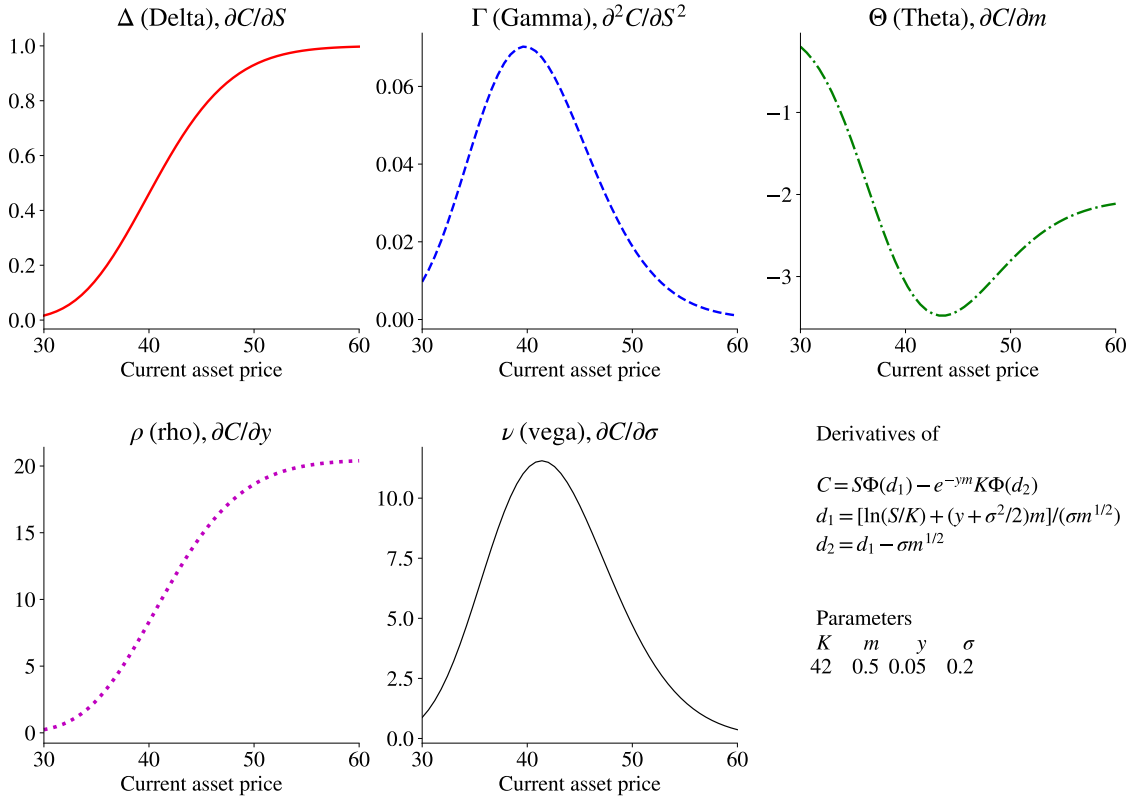 Δ (Delta), ∂C/∂S
1.0
0.8
0.6
0.4
0.2
0.0
30 40 50 60
Current asset price
Γ (Gamma), ∂²C/∂S²
0.06
0.04
0.02
0.00
30 40 50 60
Current asset price
Θ (Theta), ∂C/∂m
−1
−2
−3
30 40 50 60
Current asset price
ρ (rho), ∂C/∂y
20
15
10
5
0
30 40 50 60
Current asset price
ν (vega), ∂C/∂σ
10.0
7.5
5.0
2.5
0.0
30 40 50 60
Current asset price
Derivatives of
C = SΦ(d₁) − e^{−ym}KΦ(d₂)
d₁ = [ln(S/K) + (y + σ²/2)m]/(σm^{1/2})
d₂ = d₁ − σm^{1/2}
Parameters
K m y σ
42 0.5 0.05 0.2